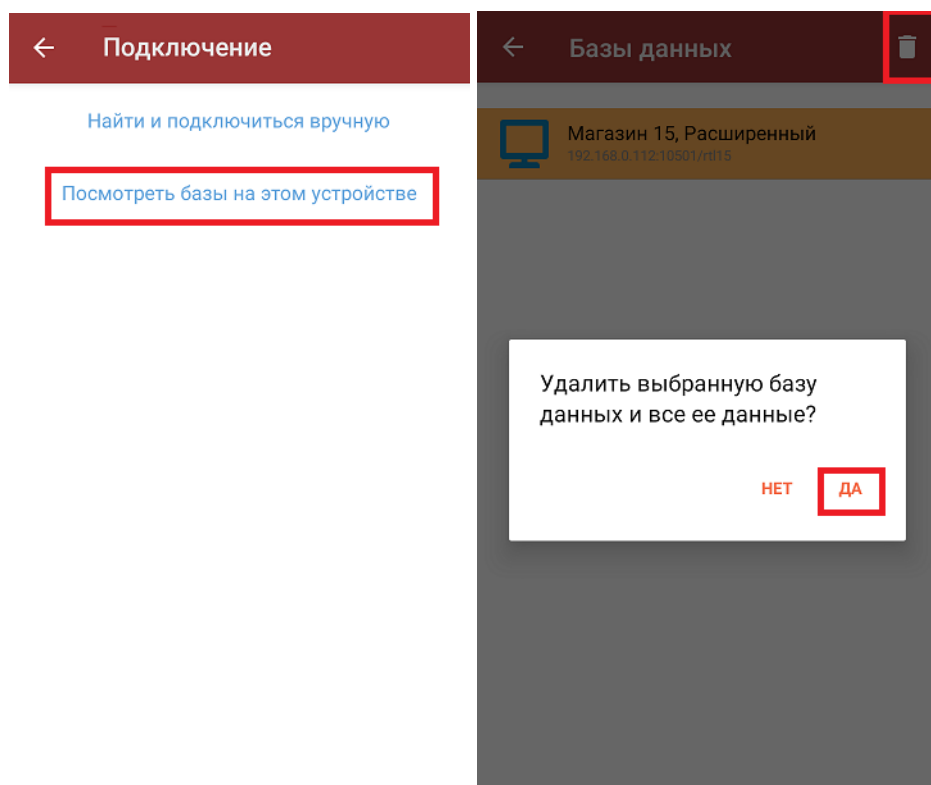 Подключение
Найти и подключиться вручную
Посмотреть базы на этом устройстве
Базы данных
Магазин 15, Расширенный
192.168.0.112:10501/rtl15
Удалить выбранную базу
данных и все ее данные?
НЕТ ДА